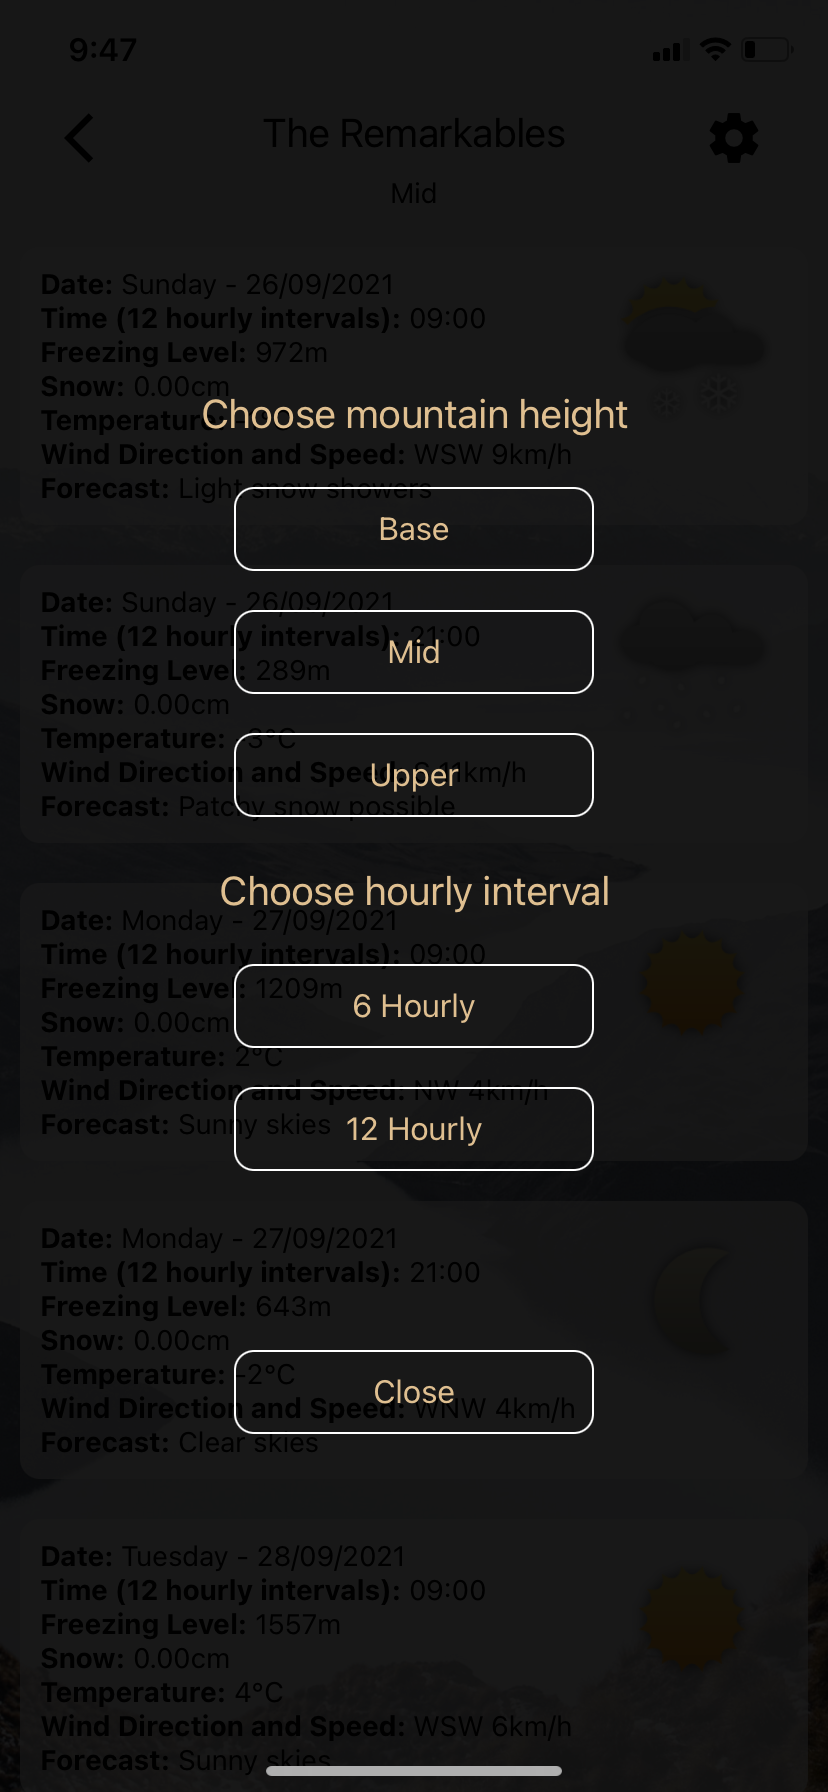 9:47
The Remarkables
Mid
Date: Sunday - 26/09/2021
Time (12 hourly intervals): 09:00
Freezing Level: 972m
Snow: 0.00cm
Temperature:
Choose mountain height
Wind Direction and Speed: WSW 9km/h
Forecast: Light snow showers
Base
Date: Sunday - 26/09/2021
Time (12 hourly intervals): 21:00
Mid
Freezing Level: 289m
Snow: 0.00cm
Temperature: -3°C
Wind Direction and Speed: 11km/h
Upper
Forecast: Patchy snow possible
Choose hourly interval
Date: Monday - 27/09/2021
Time (12 hourly intervals): 09:00
Freezing Level: 1209m
6 Hourly
Snow: 0.00cm
Temperature: 2°C
Wind Direction and Speed: NW 4km/h
Forecast: Sunny skies
12 Hourly
Date: Monday - 27/09/2021
Time (12 hourly intervals): 21:00
Freezing Level: 643m
Snow: 0.00cm
Temperature: -2°C
Close
Wind Direction and Speed: WNW 4km/h
Forecast: Clear skies
Date: Tuesday - 28/09/2021
Time (12 hourly intervals): 09:00
Freezing Level: 1557m
Snow: 0.00cm
Temperature: 4°C
Wind Direction and Speed: WSW 6km/h
Forecast: Sunny skies